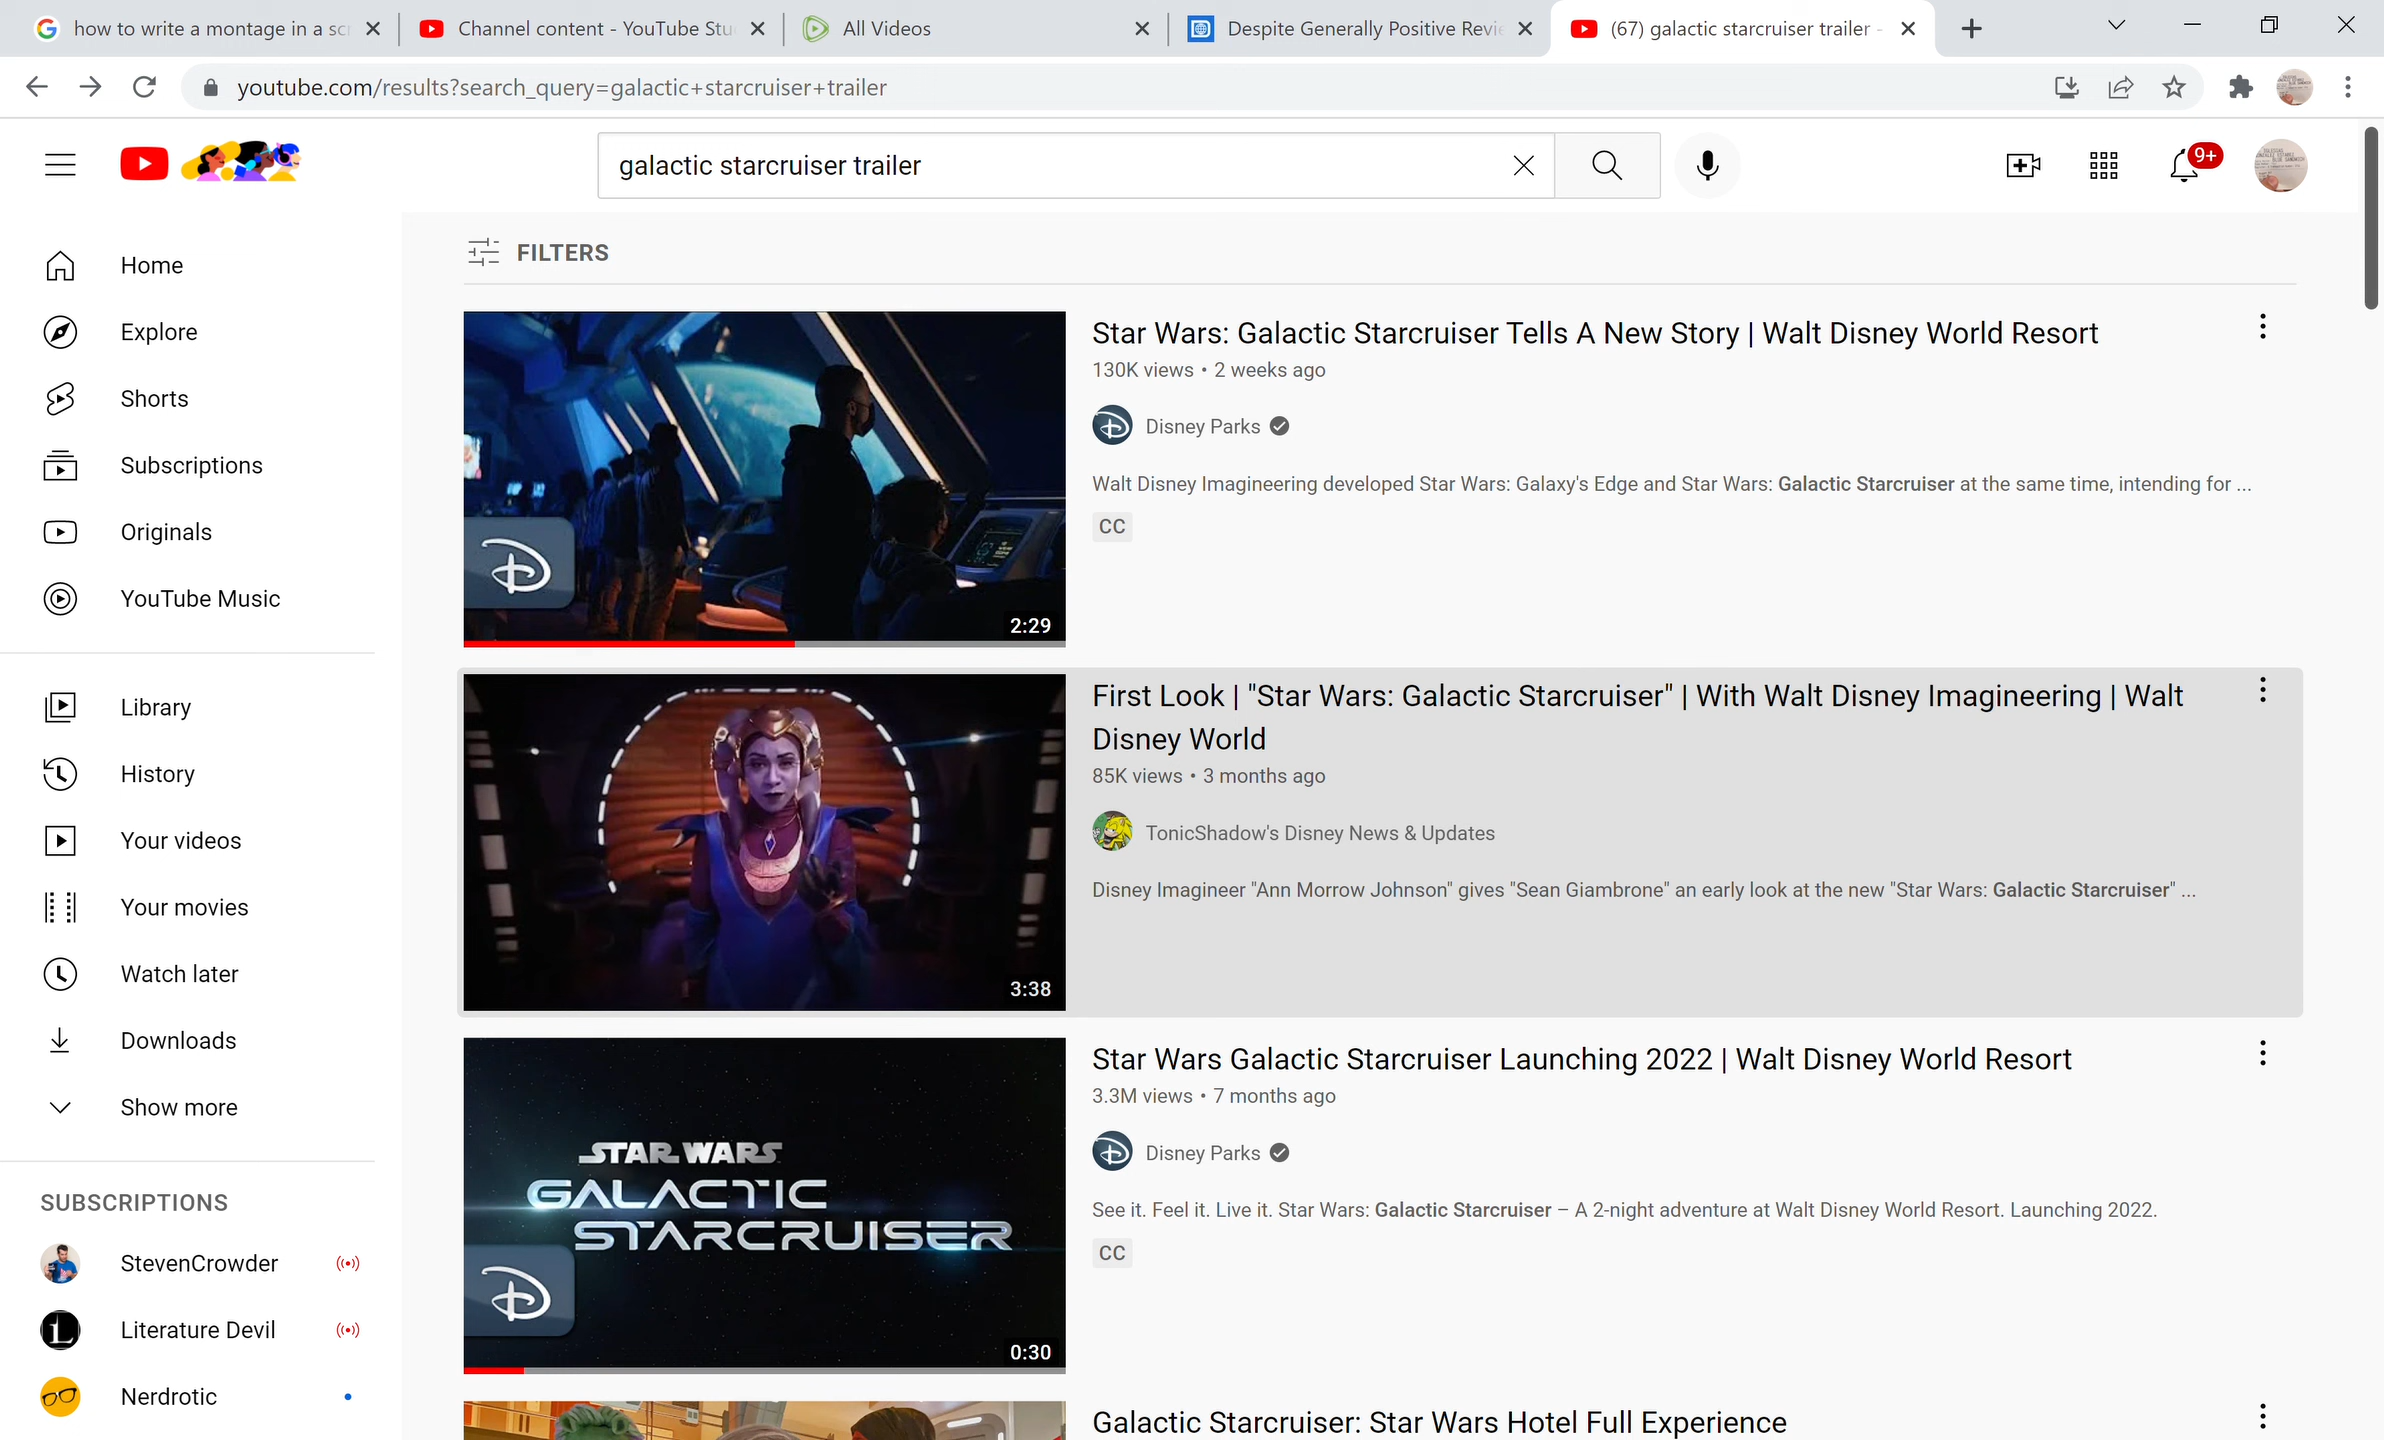 how to write a montage in a sc
Channel content - YouTube Stu
All Videos
Despite Generally Positive Revie
(67) galactic starcruiser trailer -
youtube.com/results?search_query=galactic+starcruiser+trailer
galactic starcruiser trailer
9+
Home
Explore
Shorts
Subscriptions
Originals
YouTube Music
Library
History
Your videos
Your movies
Watch later
Downloads
Show more
SUBSCRIPTIONS
StevenCrowder
Literature Devil
Nerdrotic
FILTERS
2:29
Star Wars: Galactic Starcruiser Tells A New Story | Walt Disney World Resort
130K views • 2 weeks ago
Disney Parks
Walt Disney Imagineering developed Star Wars: Galaxy's Edge and Star Wars: Galactic Starcruiser at the same time, intending for ...
CC
3:38
First Look | "Star Wars: Galactic Starcruiser" | With Walt Disney Imagineering | Walt
Disney World
85K views • 3 months ago
TonicShadow's Disney News & Updates
Disney Imagineer "Ann Morrow Johnson" gives "Sean Giambrone" an early look at the new "Star Wars: Galactic Starcruiser" ...
STAR WARS
GALACTIC
STARCRUISER
0:30
Star Wars Galactic Starcruiser Launching 2022 | Walt Disney World Resort
3.3M views • 7 months ago
Disney Parks
See it. Feel it. Live it. Star Wars: Galactic Starcruiser – A 2-night adventure at Walt Disney World Resort. Launching 2022.
CC
Galactic Starcruiser: Star Wars Hotel Full Experience